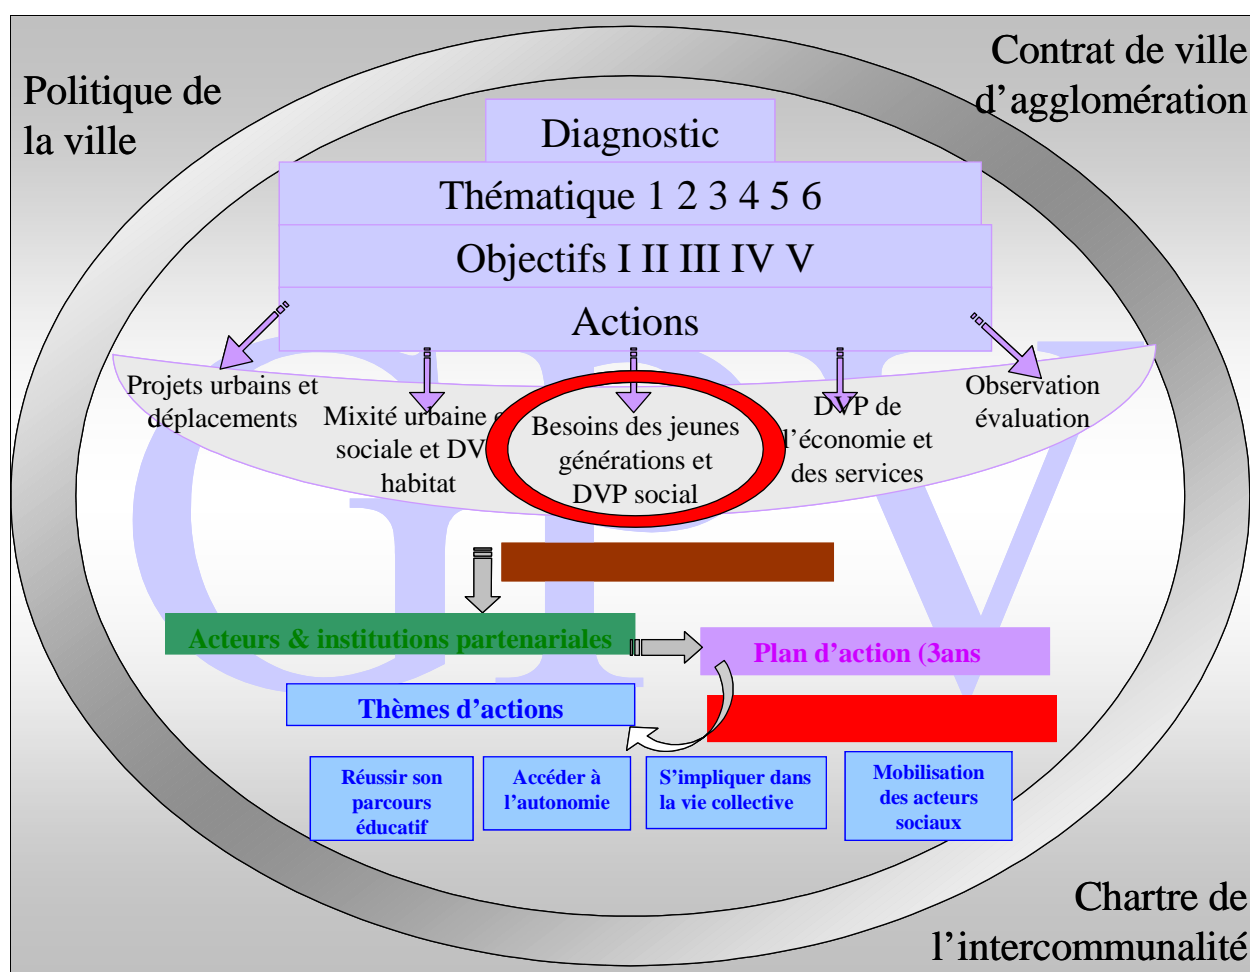 Politique de
la ville
Contrat de ville
d’agglomération
Diagnostic
Thématique 1 2 3 4 5 6
Objectifs I II III IV V
Actions
Projets urbains et
déplacements
Mixité urbaine
sociale et DV
habitat
Besoins des jeunes
générations et
DVP social
DVP de
l’économie et
des services
Observation
évaluation
GPV
Acteurs & institutions partenariales
Plan d’action (3ans
Thèmes d’actions
Réussir son
parcours
éducatif
Accéder à
l’autonomie
S’impliquer dans
la vie collective
Mobilisation
des acteurs
sociaux
Chartre de
l’intercommunalité